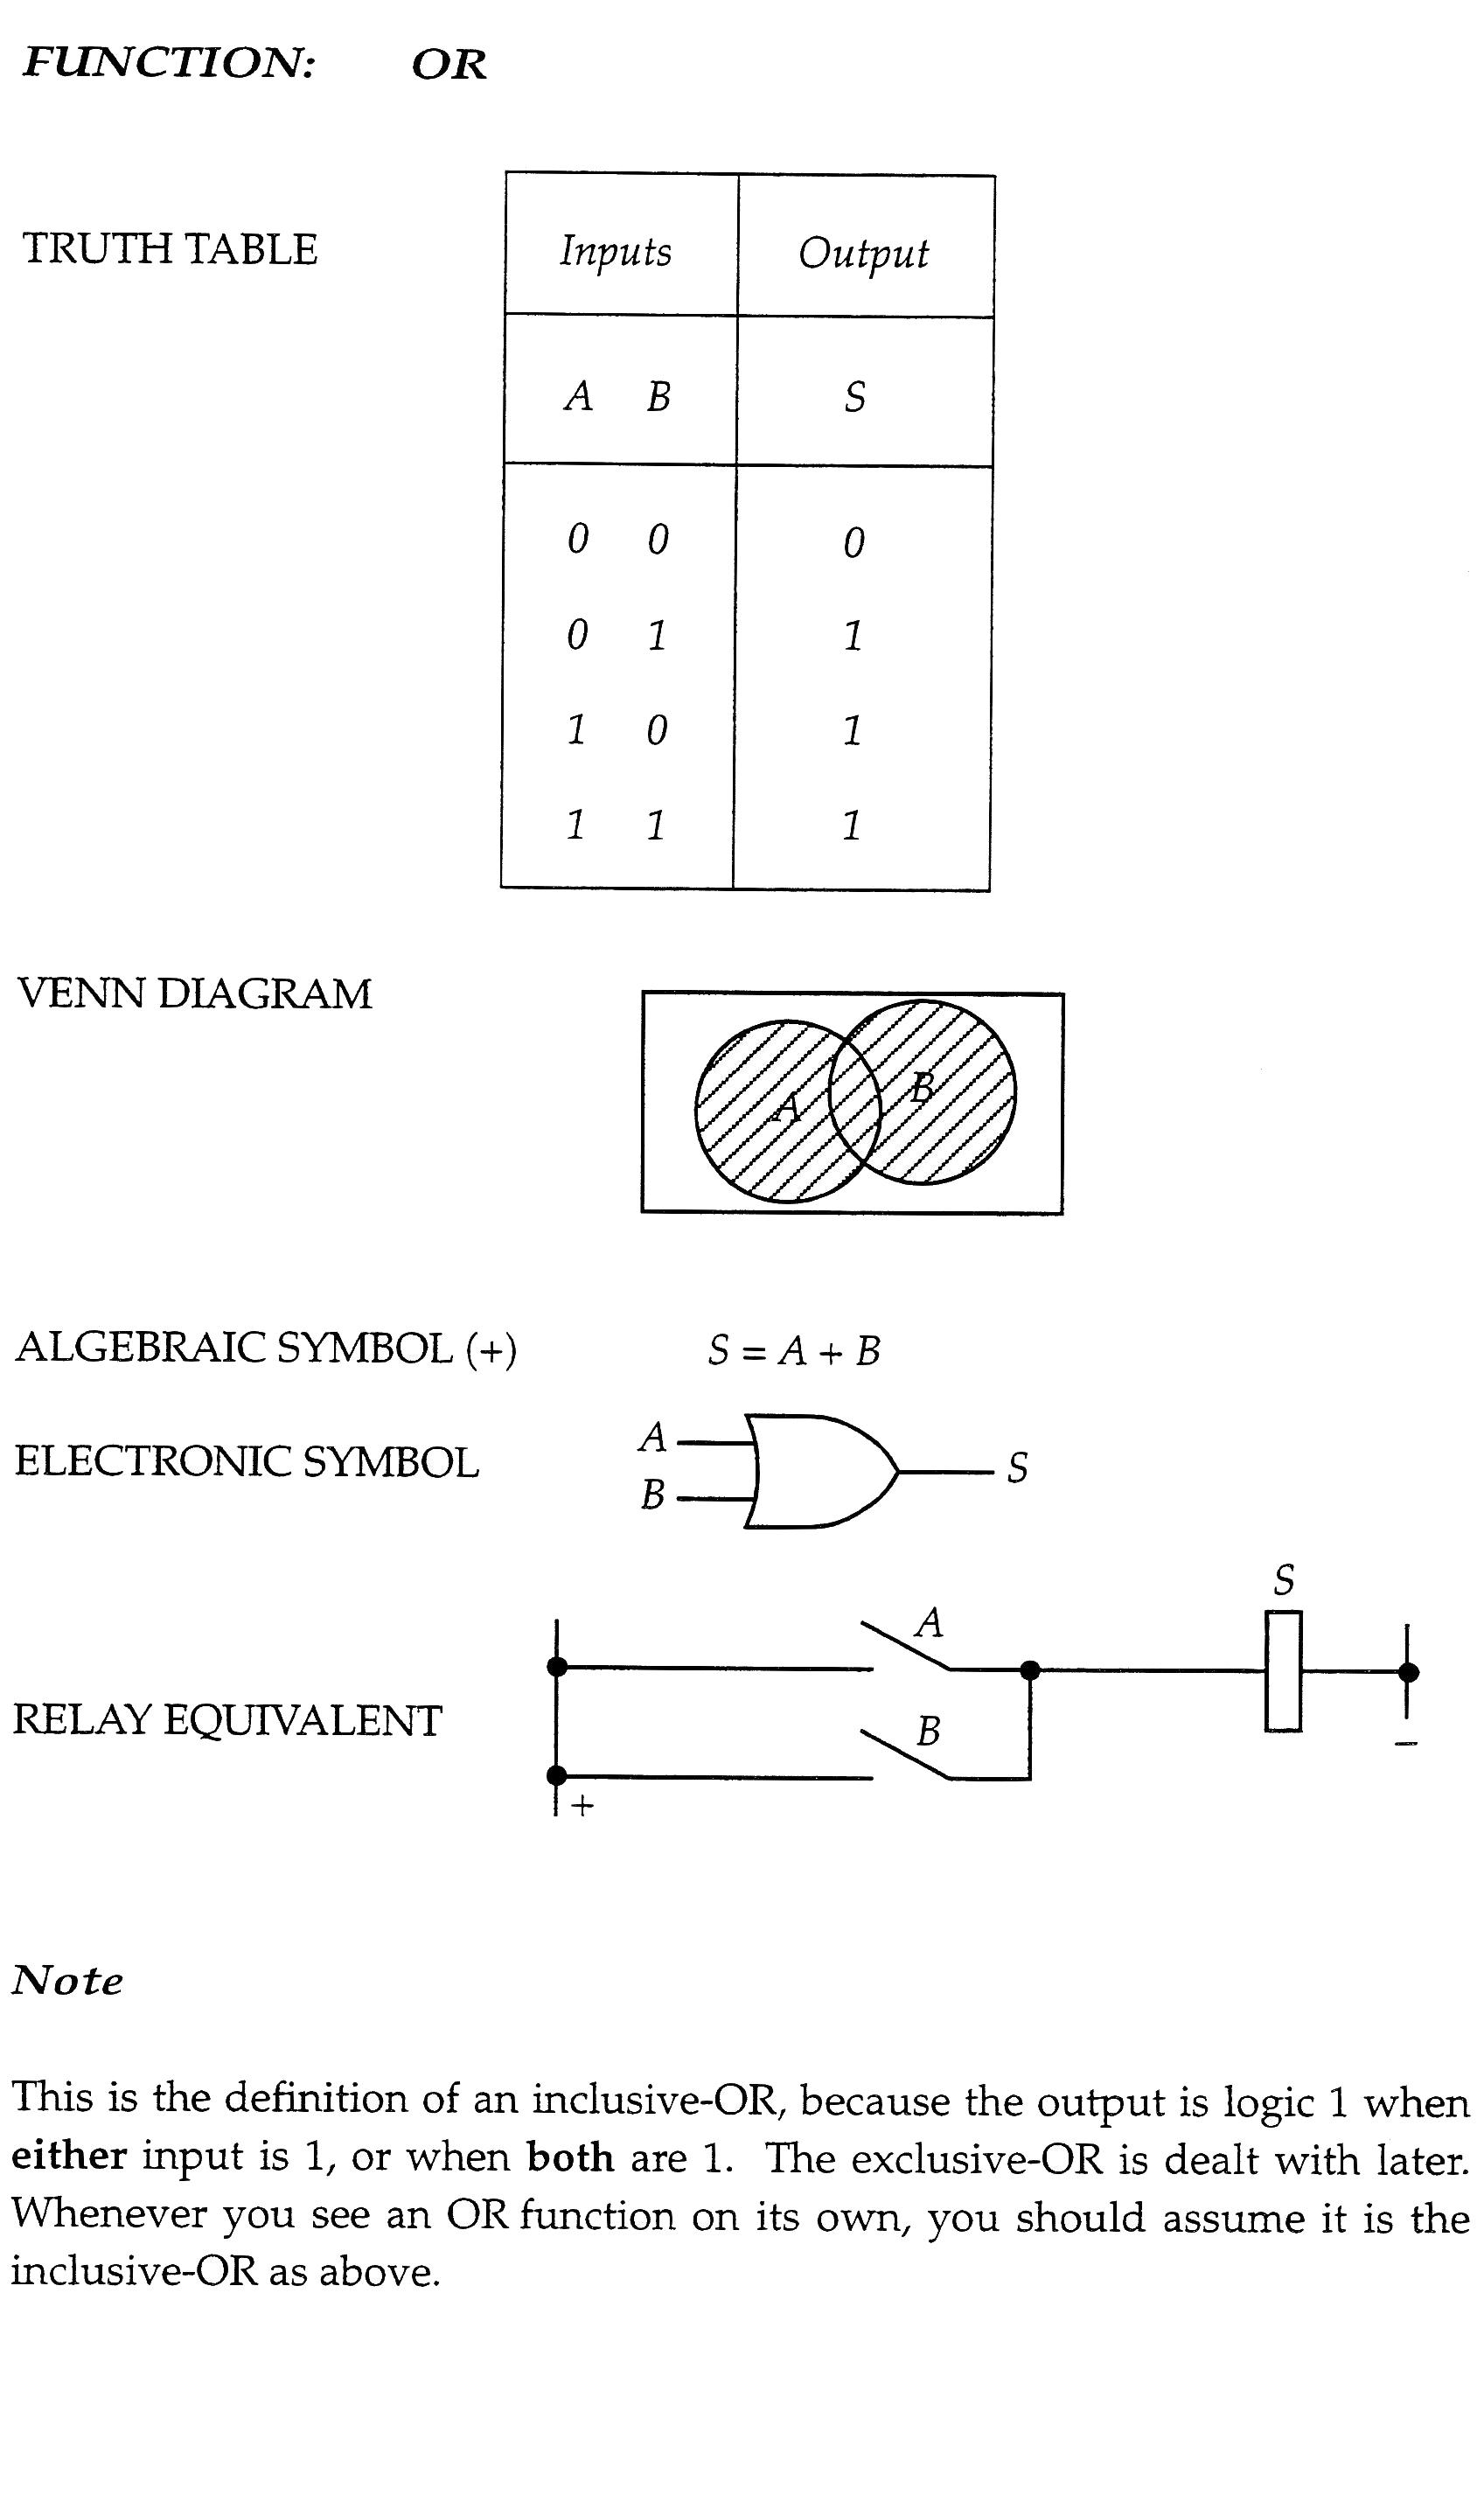 FUNCTION: OR
TRUTH TABLE
Inputs Output
A B S
0 0 0
0 1 1
1 0 1
1 1 1
VENN DIAGRAM
A B
ALGEBRAIC SYMBOL (+) S = A + B
ELECTRONIC SYMBOL
A
B
S
RELAY EQUIVALENT
A
B
S
+
−
Note
This is the definition of an inclusive-OR, because the output is logic 1 when
either input is 1, or when both are 1. The exclusive-OR is dealt with later.
Whenever you see an OR function on its own, you should assume it is the
inclusive-OR as above.